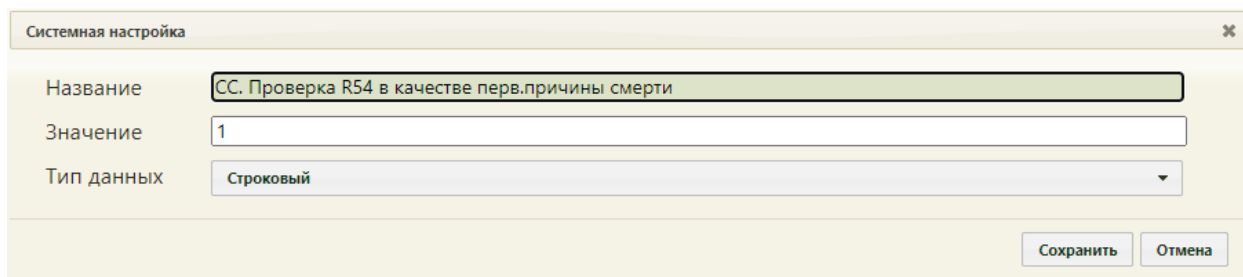 Системная настройка
Название СС. Проверка R54 в качестве перв.причины смерти
Значение 1
Тип данных Строковый
Сохранить Отмена